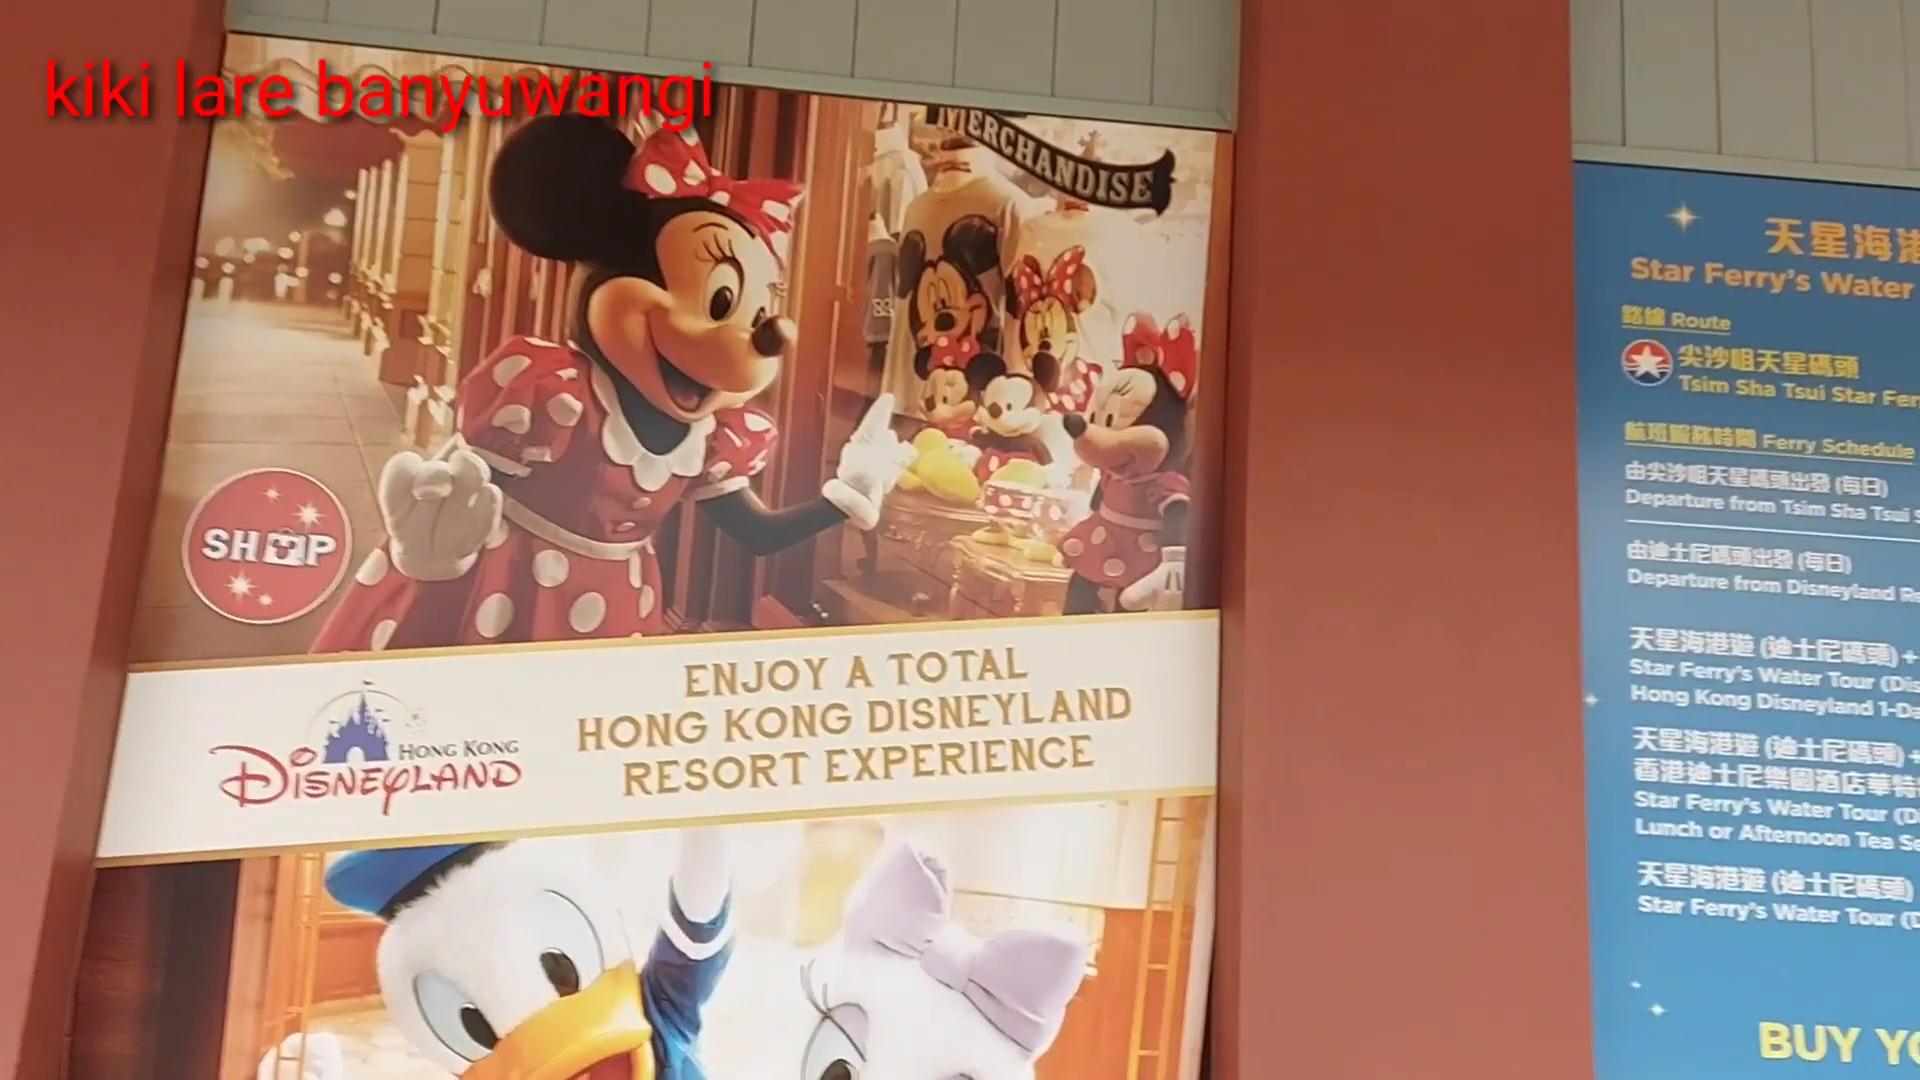 kiki lare banyuwangi
MERCHANDISE
SHOP
HONG KONG
DISNEYLAND
ENJOY A TOTAL
HONG KONG DISNEYLAND
RESORT EXPERIENCE
天星海港
Star Ferry's Water
路線 Route
尖沙咀天星碼頭
Tsim Sha Tsui Star
航班服務時間 Ferry Schedule
由尖沙咀天星碼頭出發 (每日)
Departure from Tsim Sha Tsui
由迪士尼碼頭出發 (每日)
Departure from Disneyland
天星海港遊 (迪士尼碼頭) +
Star Ferry's Water Tour
Hong Kong Disneyland
天星海港遊 (迪士尼碼頭) +
香港迪士尼樂園酒店華特
Star Ferry's Water Tour
Lunch or Afternoon Tea
天星海港遊 (迪士尼碼頭)
Star Ferry's Water Tour
BUY